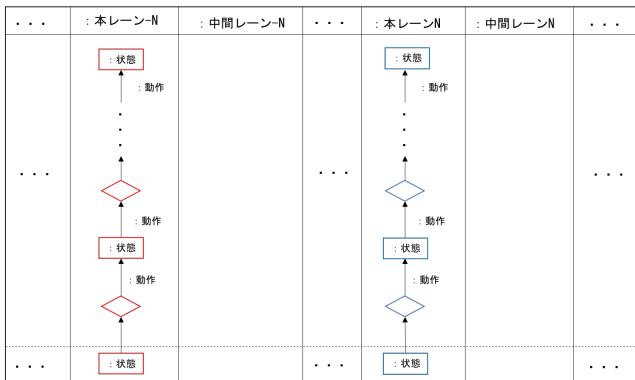 ・・・ ：本レーン-N ：中間レーン-N ・・・ ：本レーンN ：中間レーンN ・・・
：状態 ：状態
：動作 ：動作
・・・ ・・・
・・・ ・・・ ・・・
：動作 ：動作
：状態 ：状態
：動作 ：動作
・・・ ：状態 ・・・ ：状態 ・・・